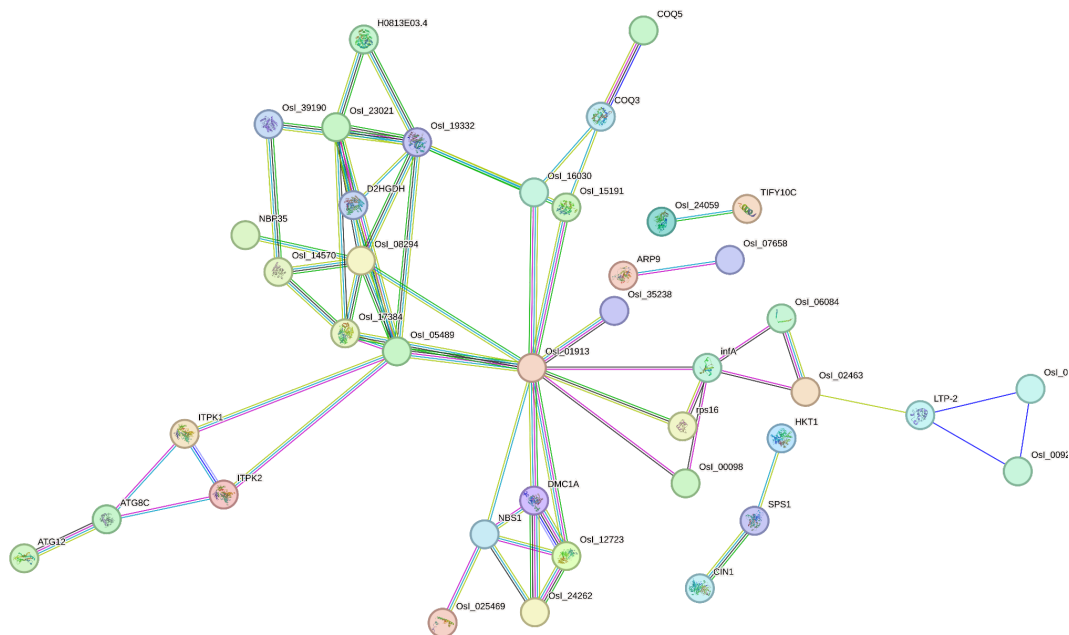 COQ5
H0813E03.4
COQ3
OsI_39190
OsI_23021
OsI_19332
OsI_16030
D2HGDH
OsI_15191
TIFY10C
OsI_24059
NBP35
OsI_08294
OsI_07658
OsI_14570
ARP9
OsI_35238
OsI_06084
OsI_17384
OsI_05489
OsI_01913
infA
OsI_02463
OsI_0
LTP-2
ITPK1
rps16
HKT1
OsI_092
ITPK2
OsI_00098
DMC1A
ATG8C
NBS1
SPS1
ATG12
OsI_12723
CIN1
OsI_24262
OsI_025469